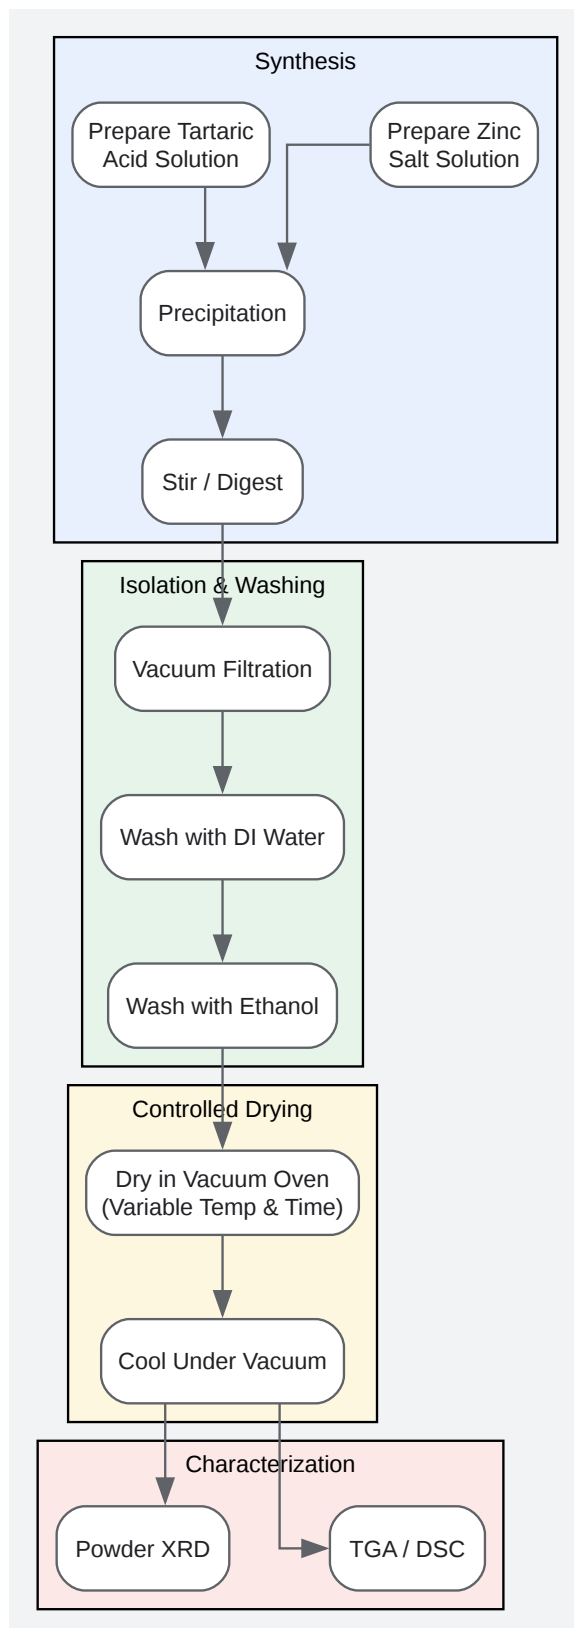 Synthesis
Prepare Tartaric
Acid Solution
Prepare Zinc
Salt Solution
Precipitation
Stir / Digest
Isolation & Washing
Vacuum Filtration
Wash with DI Water
Wash with Ethanol
Controlled Drying
Dry in Vacuum Oven
(Variable Temp & Time)
Cool Under Vacuum
Characterization
Powder XRD
TGA / DSC